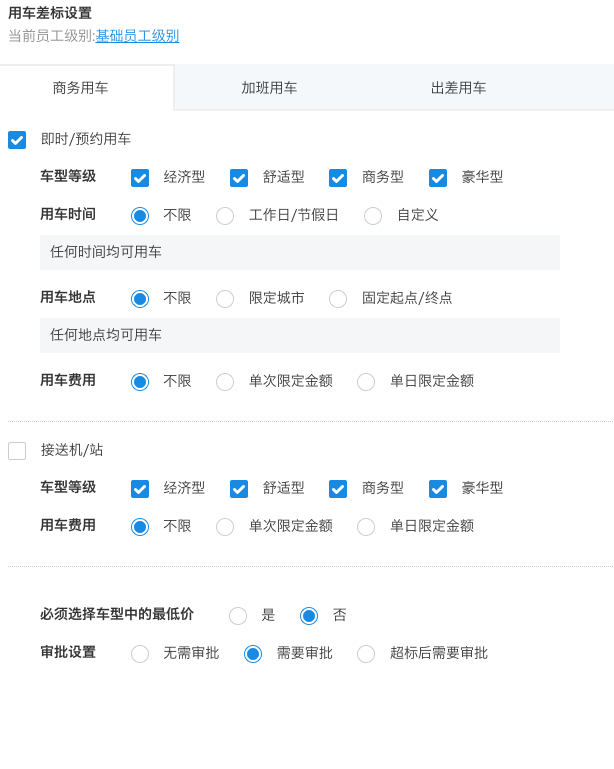 用车差标设置
当前员工级别:基础员工级别
商务用车 加班用车 出差用车
即时/预约用车
车型等级 经济型 舒适型 商务型 豪华型
用车时间 不限 工作日/节假日 自定义
任何时间均可用车
用车地点 不限 限定城市 固定起点/终点
任何地点均可用车
用车费用 不限 单次限定金额 单日限定金额
接送机/站
车型等级 经济型 舒适型 商务型 豪华型
用车费用 不限 单次限定金额 单日限定金额
必须选择车型中的最低价 是 否
审批设置 无需审批 需要审批 超标后需要审批